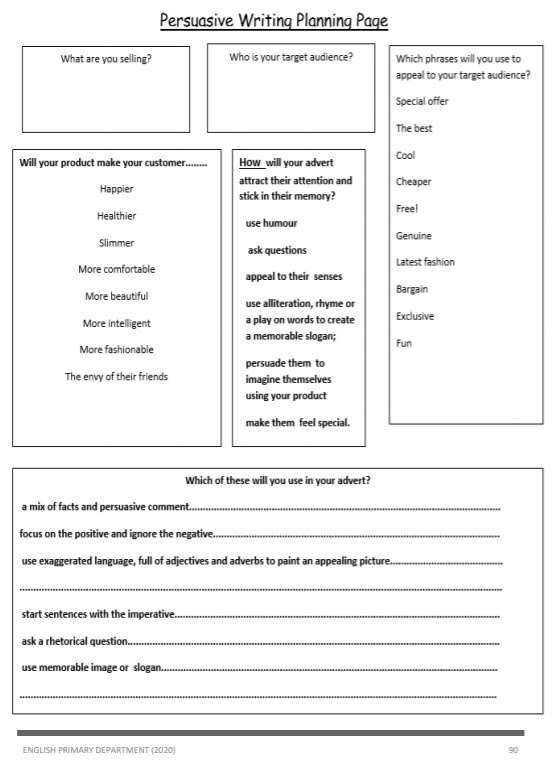 Persuasive Writing Planning Page
What are you selling?
Who is your target audience?
Which phrases will you use to
appeal to your target audience?
Special offer
The best
Cool
Cheaper
Free!
Genuine
Latest fashion
Bargain
Exclusive
Fun
Will your product make your customer........
Happier
Healthier
Slimmer
More comfortable
More beautiful
More intelligent
More fashionable
The envy of their friends
How will your advert
attract their attention and
stick in their memory?
use humour
ask questions
appeal to their senses
use alliteration, rhyme or
a play on words to create
a memorable slogan;
persuade them to
imagine themselves
using your product
make them feel special.
Which of these will you use in your advert?
a mix of facts and persuasive comment................................................................
focus on the positive and ignore the negative................................................................
use exaggerated language, full of adjectives and adverbs to paint an appealing picture................................
................................................................................................
start sentences with the imperative................................................................
ask a rhetorical question................................................................
use memorable image or slogan................................................................
................................................................................................
ENGLISH PRIMARY DEPARTMENT (2020)
90